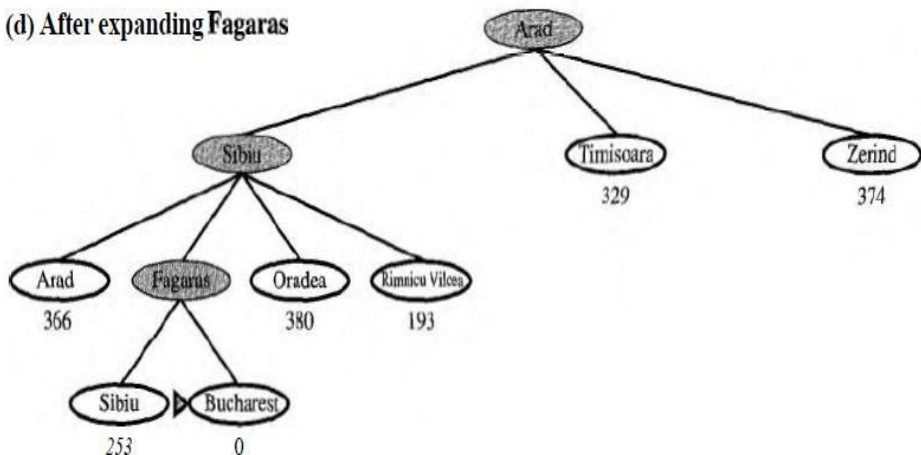 (d) After expanding Fagaras
Arad
Sibiu
Timisoara
Zerind
329
374
Arad
Fagaras
Oradea
Rimnicu Vilcea
366
380
193
Sibiu
Bucharest
253
0